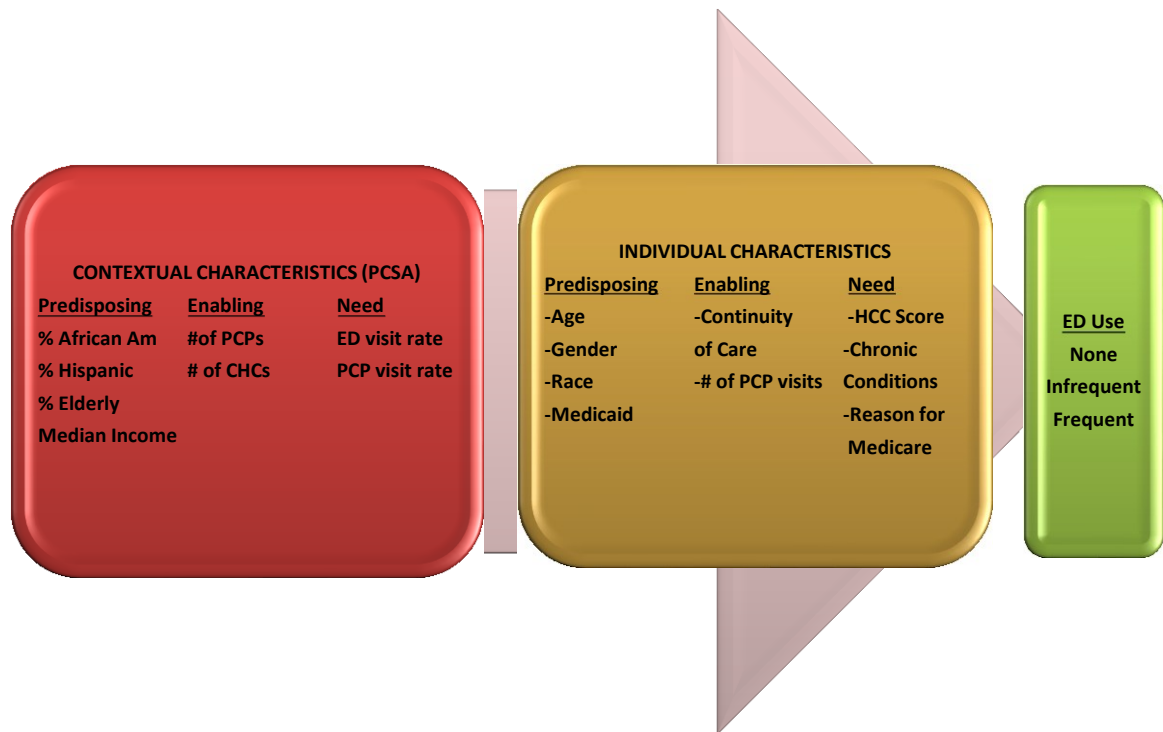 CONTEXTUAL CHARACTERISTICS (PCSA)
Predisposing Enabling Need
% African Am #of PCPs ED visit rate
% Hispanic # of CHCs PCP visit rate
% Elderly
Median Income
INDIVIDUAL CHARACTERISTICS
Predisposing Enabling Need
-Age -Continuity -HCC Score
-Gender of Care -Chronic
-Race -# of PCP visits Conditions
-Medicaid -Reason for
Medicare
ED Use
None
Infrequent
Frequent